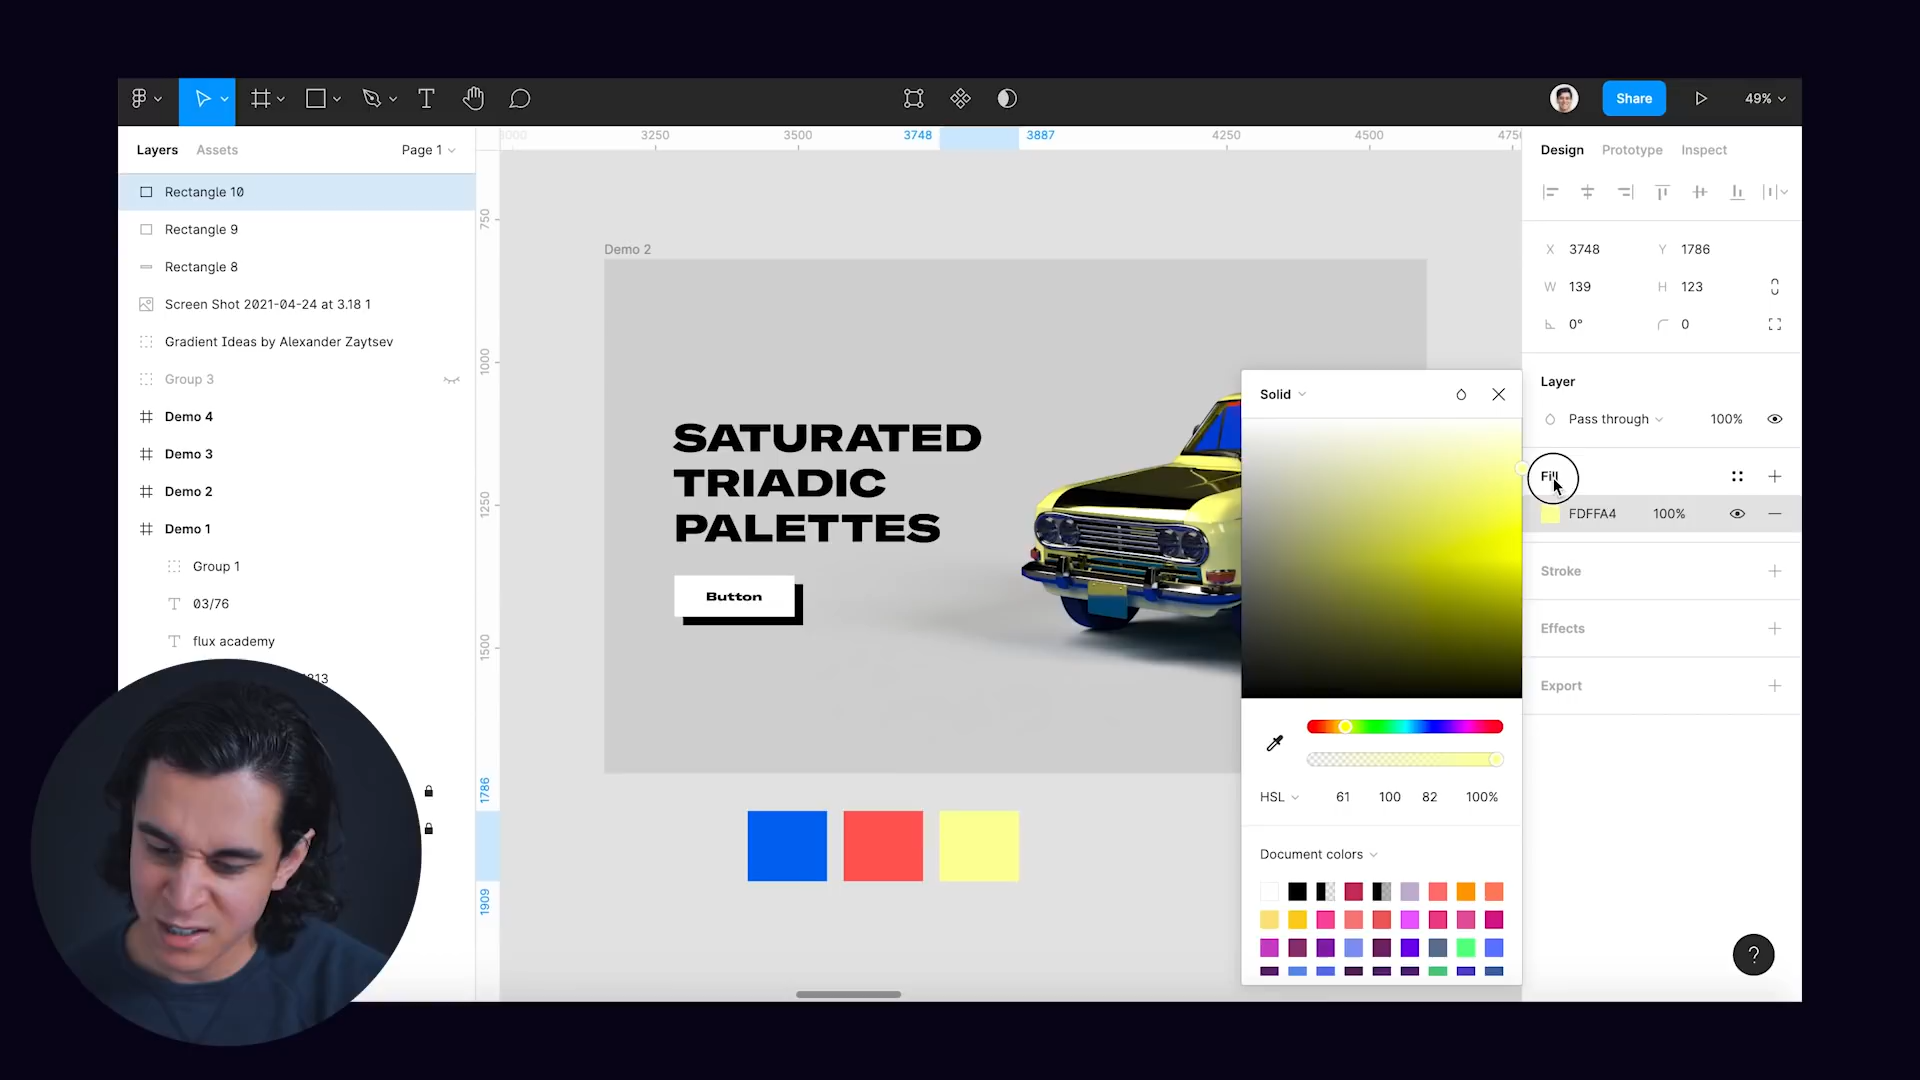 Share
49%
Layers
Assets
Page 1
3250
3500
3748
3887
4250
4500
Design
Prototype
Inspect
Rectangle 10
Rectangle 9
Rectangle 8
Screen Shot 2021-04-24 at 3.18 1
Gradient Ideas by Alexander Zaytsev
Group 3
Demo 4
Demo 3
Demo 2
Demo 1
Group 1
03/76
flux academy
750
1000
1250
1500
1786
1909
Demo 2
SATURATED
TRIADIC
PALETTES
Button
Solid
HSL
61
100
82
100%
Document colors
X 3748
Y 1786
W 139
H 123
0°
0
Layer
Pass through
100%
Fill
FDFFA4
100%
Stroke
Effects
Export
?